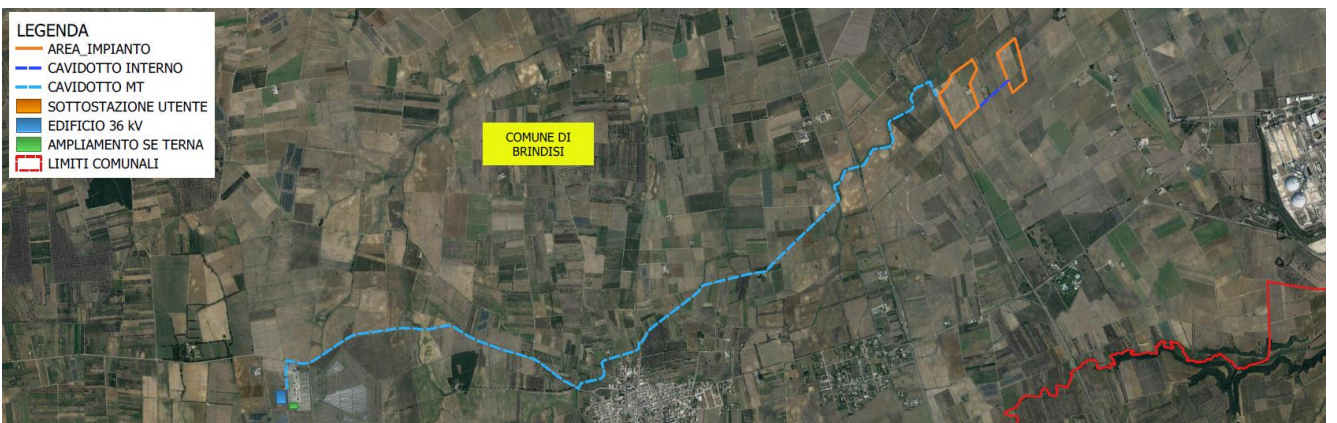 LEGENDA
AREA_IMPIANTO
CAVIDOTTO INTERNO
CAVIDOTTO MT
SOTTOSTAZIONE UTENTE
EDIFICIO 36 kV
AMPLIAMENTO SE TERNA
LIMITI COMUNALI
COMUNE DI
BRINDISI